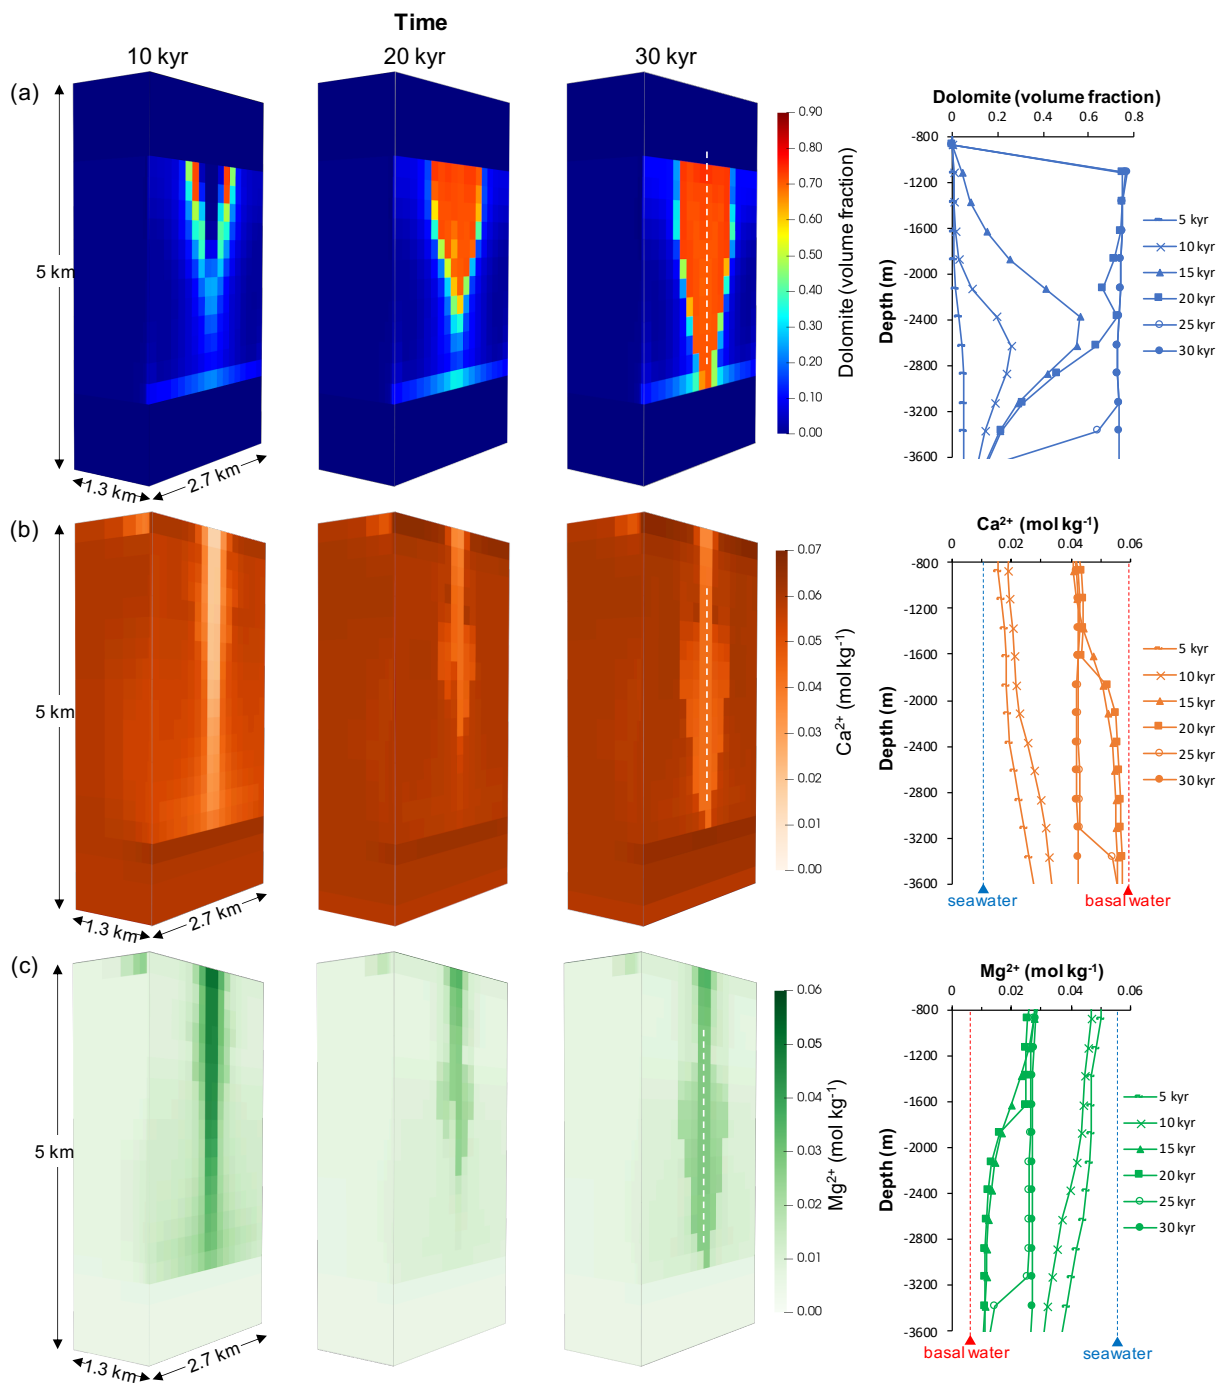 Time
10 kyr
20 kyr
30 kyr
(a)
5 km
1.3 km
2.7 km
0.90
0.80
0.70
0.60
0.50
0.40
0.30
0.20
0.10
0.00
Dolomite (volume fraction)
Dolomite (volume fraction)
0 0.2 0.4 0.6 0.8
Depth (m)
-800
-1200
-1600
-2000
-2400
-2800
-3200
-3600
5 kyr
10 kyr
15 kyr
20 kyr
25 kyr
30 kyr
(b)
5 km
1.3 km
2.7 km
0.07
0.06
0.05
0.04
0.03
0.02
0.01
0.00
Ca²⁺ (mol kg⁻¹)
Ca²⁺ (mol kg⁻¹)
0 0.02 0.04 0.06
Depth (m)
-800
-1200
-1600
-2000
-2400
-2800
-3200
-3600
seawater
basal water
5 kyr
10 kyr
15 kyr
20 kyr
25 kyr
30 kyr
(c)
5 km
1.3 km
2.7 km
0.06
0.05
0.04
0.03
0.02
0.01
0.00
Mg²⁺ (mol kg⁻¹)
Mg²⁺ (mol kg⁻¹)
0 0.02 0.04 0.06
Depth (m)
-800
-1200
-1600
-2000
-2400
-2800
-3200
-3600
basal water
seawater
5 kyr
10 kyr
15 kyr
20 kyr
25 kyr
30 kyr